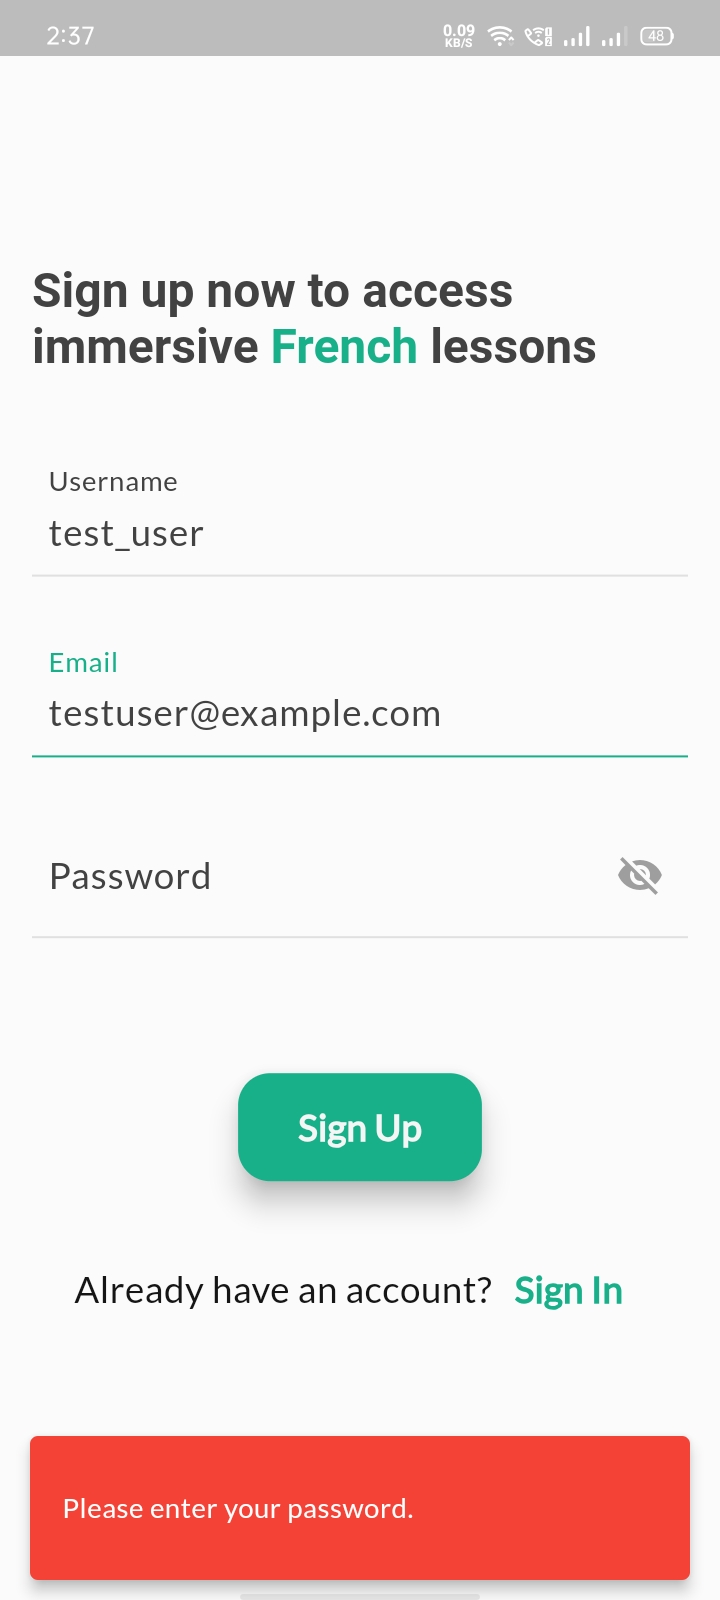 2:37
0.09
KB/S
48
Sign up now to access
immersive French lessons
Username
test_user
Email
testuser@example.com
Password
Sign Up
Already have an account? Sign In
Please enter your password.